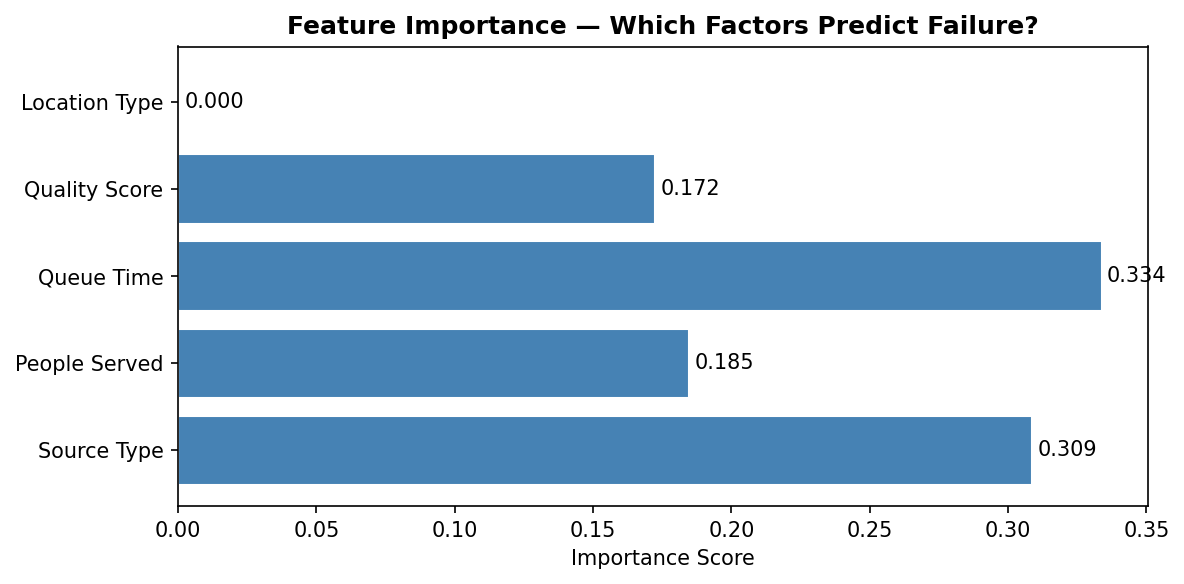 Feature Importance — Which Factors Predict Failure?
Location Type
0.000
Quality Score
0.172
Queue Time
0.334
People Served
0.185
Source Type
0.309
0.00 0.05 0.10 0.15 0.20 0.25 0.30 0.35
Importance Score